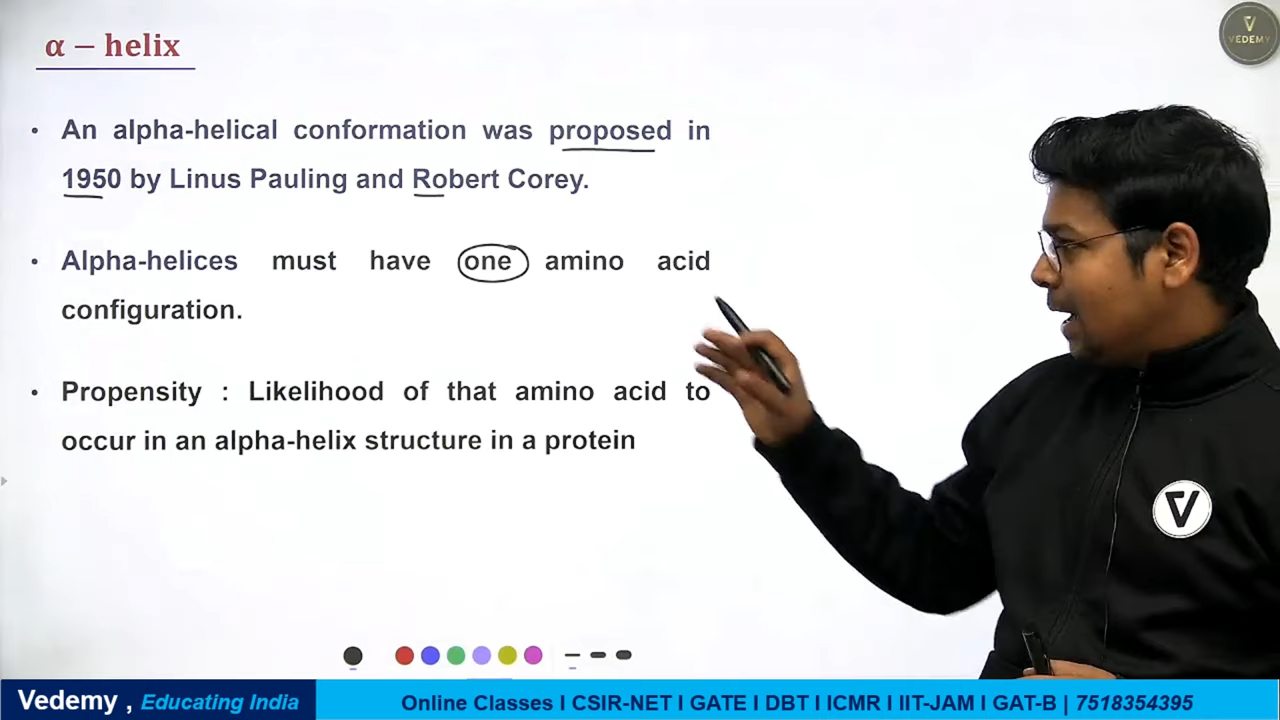 α – helix
VEDEMY
• An alpha-helical conformation was proposed in
1950 by Linus Pauling and Robert Corey.
• Alpha-helices must have one amino acid
configuration.
• Propensity : Likelihood of that amino acid to
occur in an alpha-helix structure in a protein
Vedemy , Educating India
Online Classes I CSIR-NET I GATE I DBT I ICMR I IIT-JAM I GAT-B | 7518354395